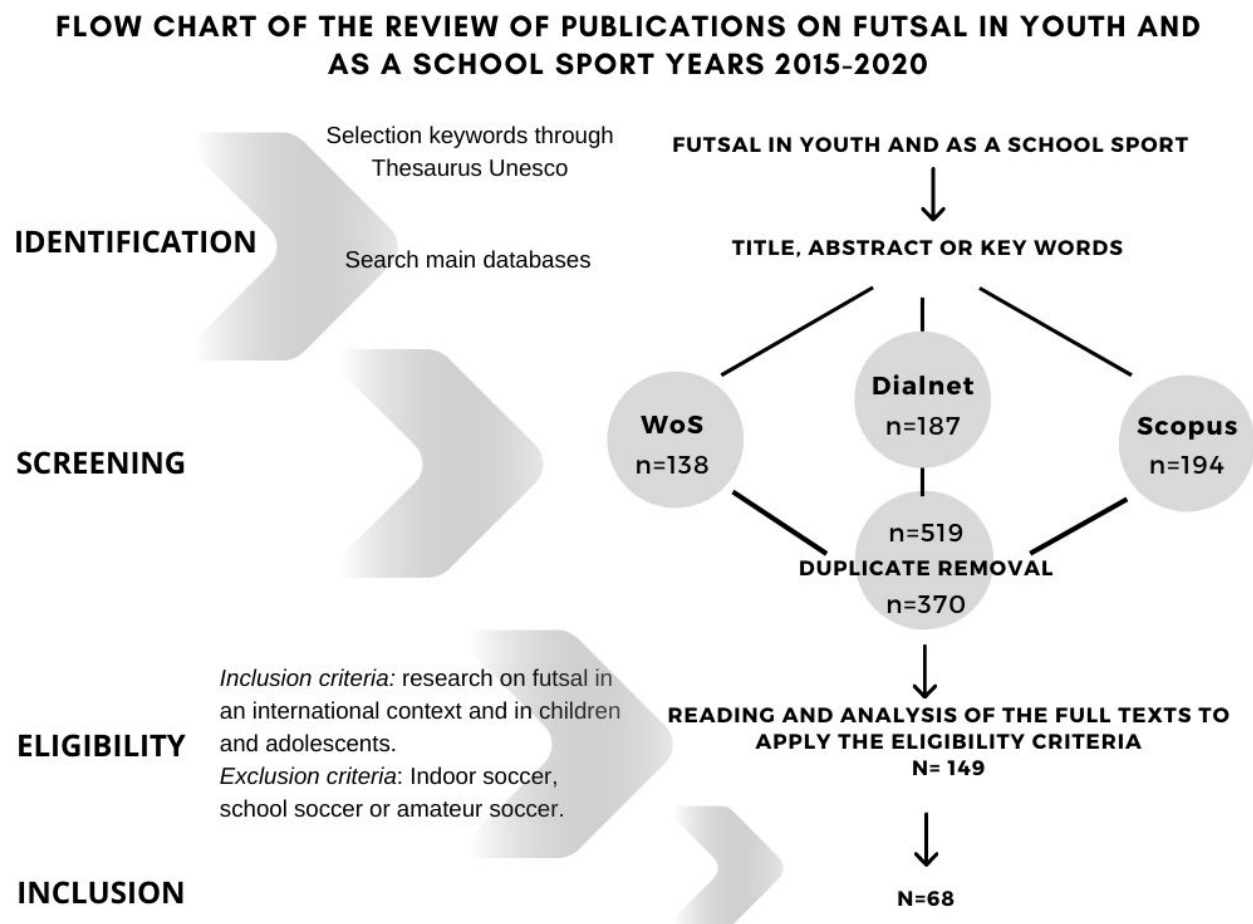 FLOW CHART OF THE REVIEW OF PUBLICATIONS ON FUTSAL IN YOUTH AND
AS A SCHOOL SPORT YEARS 2015-2020
IDENTIFICATION
Selection keywords through
Thesaurus Unesco
Search main databases
FUTSAL IN YOUTH AND AS A SCHOOL SPORT
TITLE, ABSTRACT OR KEY WORDS
SCREENING
WoS
n=138
Dialnet
n=187
Scopus
n=194
n=519
DUPLICATE REMOVAL
n=370
ELIGIBILITY
Inclusion criteria: research on futsal in
an international context and in children
and adolescents.
Exclusion criteria: Indoor soccer,
school soccer or amateur soccer.
READING AND ANALYSIS OF THE FULL TEXTS TO
APPLY THE ELIGIBILITY CRITERIA
N= 149
INCLUSION
N=68